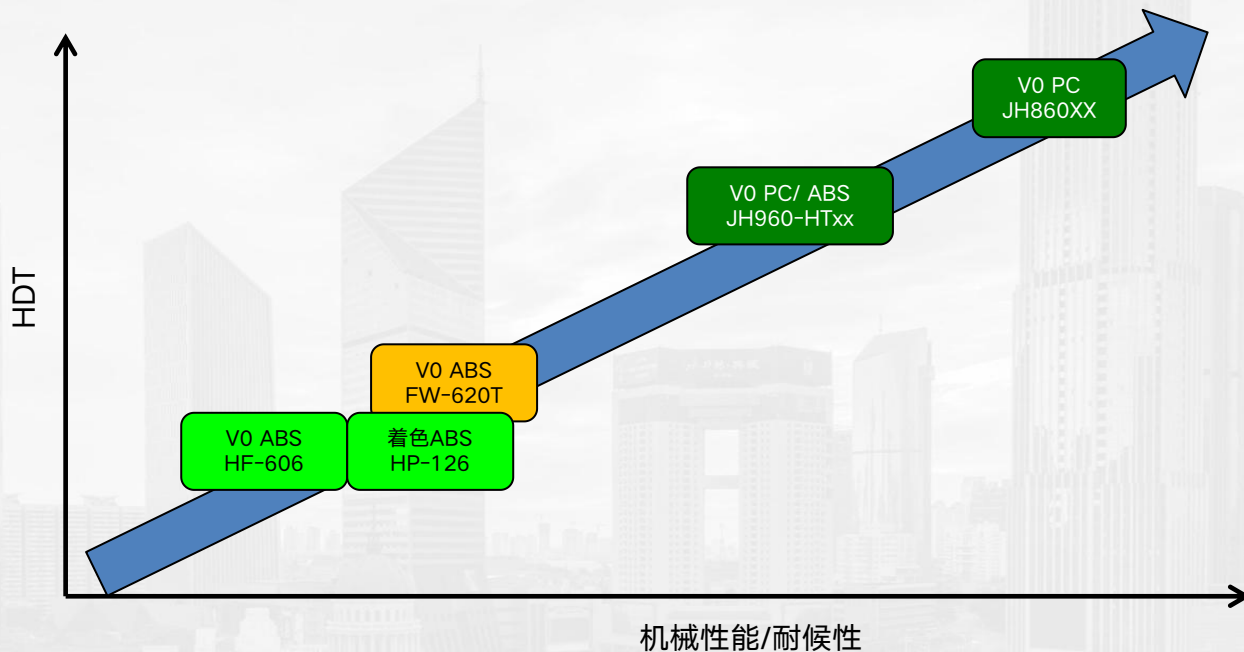 V0 PC
JH860XX
V0 PC/ ABS
JH960-HTxx
HDT
V0 ABS
FW-620T
V0 ABS
HF-606
着色ABS
HP-126
机械性能/耐候性